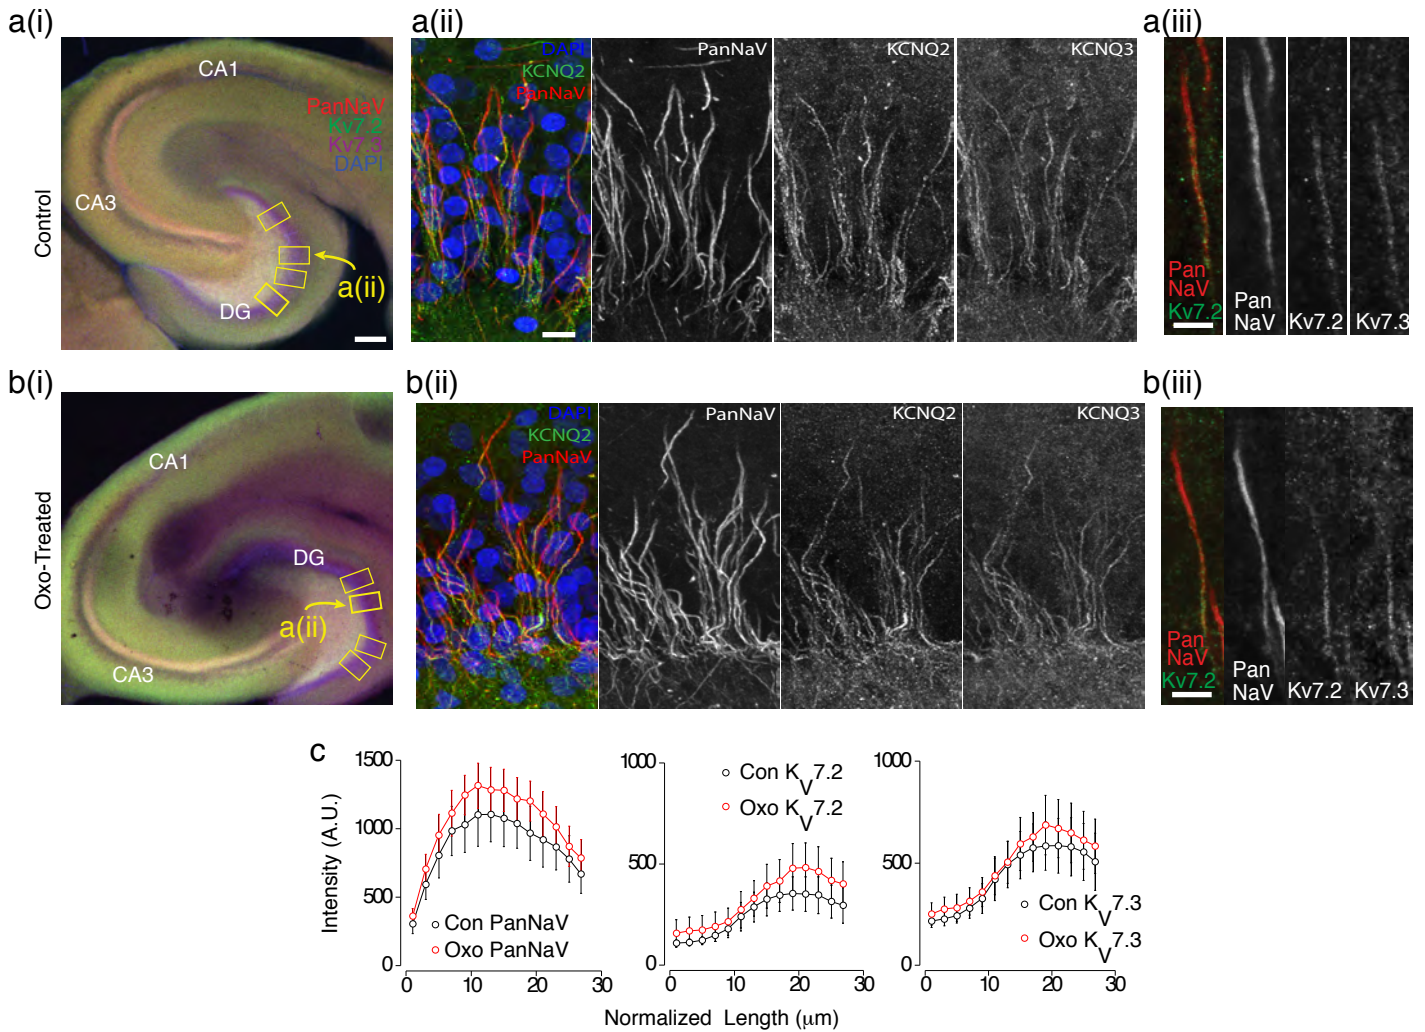 a(i)
a(ii)
a(iii)
Control
CA1
PanNaV
Kv7.2
Kv7.3
DAPI
CA3
a(ii)
DG
DAPI
KCNQ2
PanNaV
PanNaV
KCNQ2
KCNQ3
Pan
NaV
Kv7.2
Pan
NaV
Kv7.2
Kv7.3
b(i)
b(ii)
b(iii)
Oxo-Treated
CA1
DG
a(ii)
CA3
DAPI
KCNQ2
PanNaV
PanNaV
KCNQ2
KCNQ3
Pan
NaV
Kv7.2
Pan
NaV
Kv7.2
Kv7.3
c
Intensity (A.U.)
1500
1000
500
0
Con PanNaV
Oxo PanNaV
0 10 20 30
1000
500
0
Con KV7.2
Oxo KV7.2
0 10 20 30
1000
500
0
Con KV7.3
Oxo KV7.3
0 10 20 30
Normalized Length (μm)